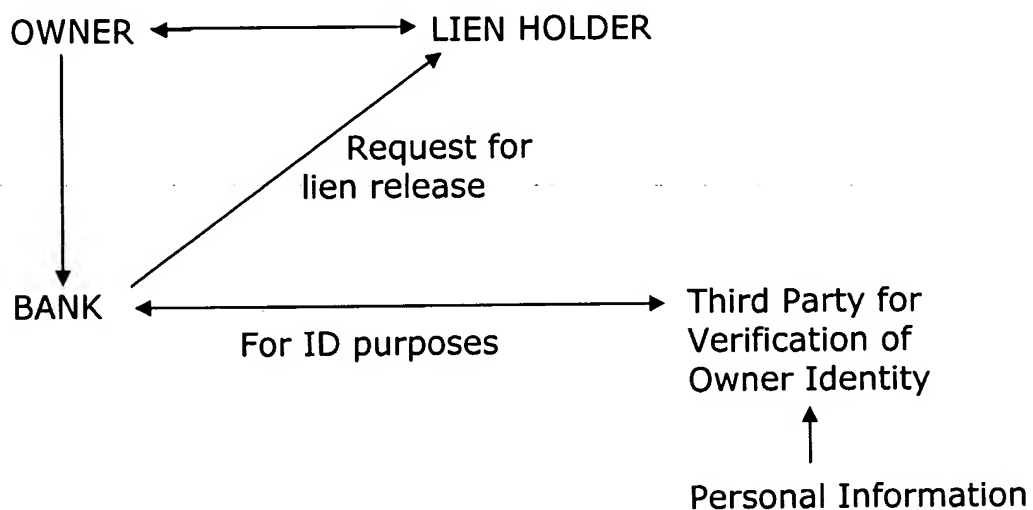 OWNER
LIEN HOLDER
Request for
lien release
BANK
For ID purposes
Third Party for
Verification of
Owner Identity
Personal Information